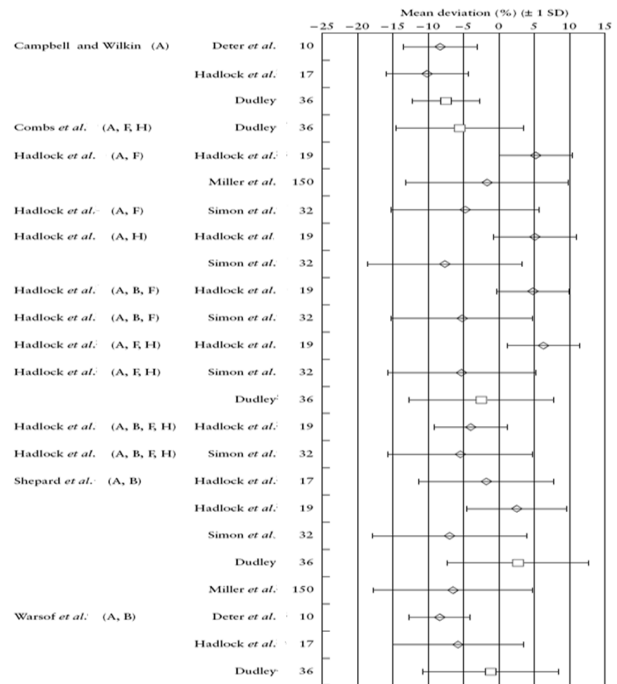 Mean deviation (%) (± 1 SD)
−25 −20 −15 −10 −5 0 5 10 15
Campbell and Wilkin (A) Deter et al. 10
Hadlock et al. 17
Dudley 36
Combs et al. (A, F, H) Dudley 36
Hadlock et al. (A, F) Hadlock et al. 19
Miller et al. 150
Hadlock et al. (A, F) Simon et al. 32
Hadlock et al. (A, H) Hadlock et al 19
Simon et al. 32
Hadlock et al. (A, B, F) Hadlock et al. 19
Hadlock et al. (A, B, F) Simon et al. 32
Hadlock et al. (A, F, H) Hadlock et al. 19
Hadlock et al. (A, F, H) Simon et al. 32
Dudley 36
Hadlock et al. (A, B, F, H) Hadlock et al. 19
Hadlock et al. (A, B, F, H) Simon et al. 32
Shepard et al. (A, B) Hadlock et al. 17
Hadlock et al. 19
Simon et al. 32
Dudley 36
Miller et al. 150
Warsof et al. (A, B) Deter et al. 10
Hadlock et al. 17
Dudley 36